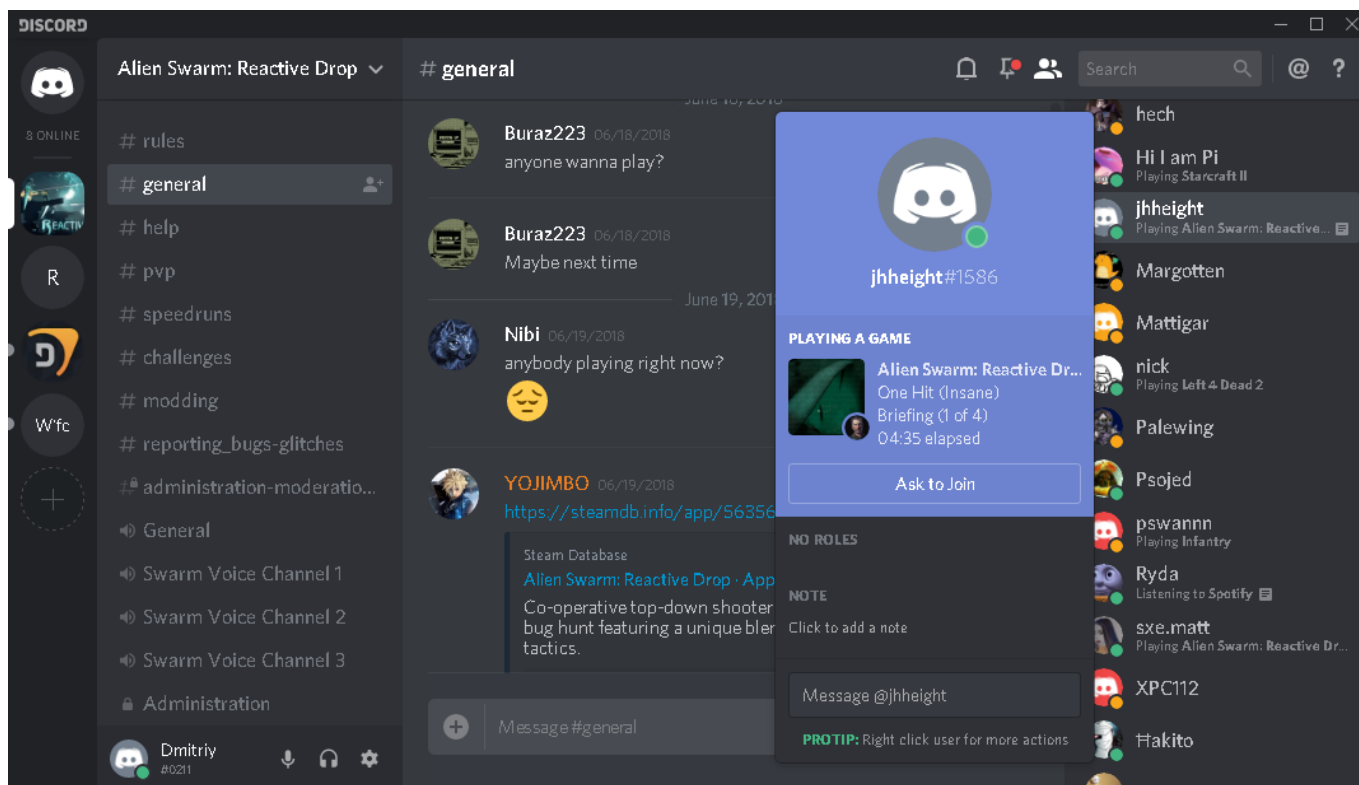 DISCORD
8 ONLINE
REACTIV
R
D
W'fc
Alien Swarm: Reactive Drop
# rules
# general
# help
# pvp
# speedruns
# challenges
# modding
# reporting_bugs-glitches
# administration-moderatio...
General
Swarm Voice Channel 1
Swarm Voice Channel 2
Swarm Voice Channel 3
Administration
Dmitriy
#0211
# general
Search
@ ?
June 18, 2018
Buraz223 06/18/2018
anyone wanna play?
Buraz223 06/18/2018
Maybe next time
June 19, 201
Nibi 06/19/2018
anybody playing right now?
YOJIMBO 06/19/2018
https://steamdb.info/app/56356
Steam Database
Alien Swarm: Reactive Drop · App
Co-operative top-down shooter
bug hunt featuring a unique bler
tactics.
Message #general
jhheight#1586
PLAYING A GAME
Alien Swarm: Reactive Dr...
One Hit (Insane)
Briefing (1 of 4)
04:35 elapsed
Ask to Join
NO ROLES
NOTE
Click to add a note
Message @jhheight
PROTIP: Right click user for more actions
hech
Hi I am Pi
Playing Starcraft II
jhheight
Playing Alien Swarm: Reactive...
Margotten
Mattigar
nick
Playing Left 4 Dead 2
Palewing
Psojed
pswannn
Playing Infantry
Ryda
Listening to Spotify
sxe.matt
Playing Alien Swarm: Reactive Dr...
XPC112
Ħakito